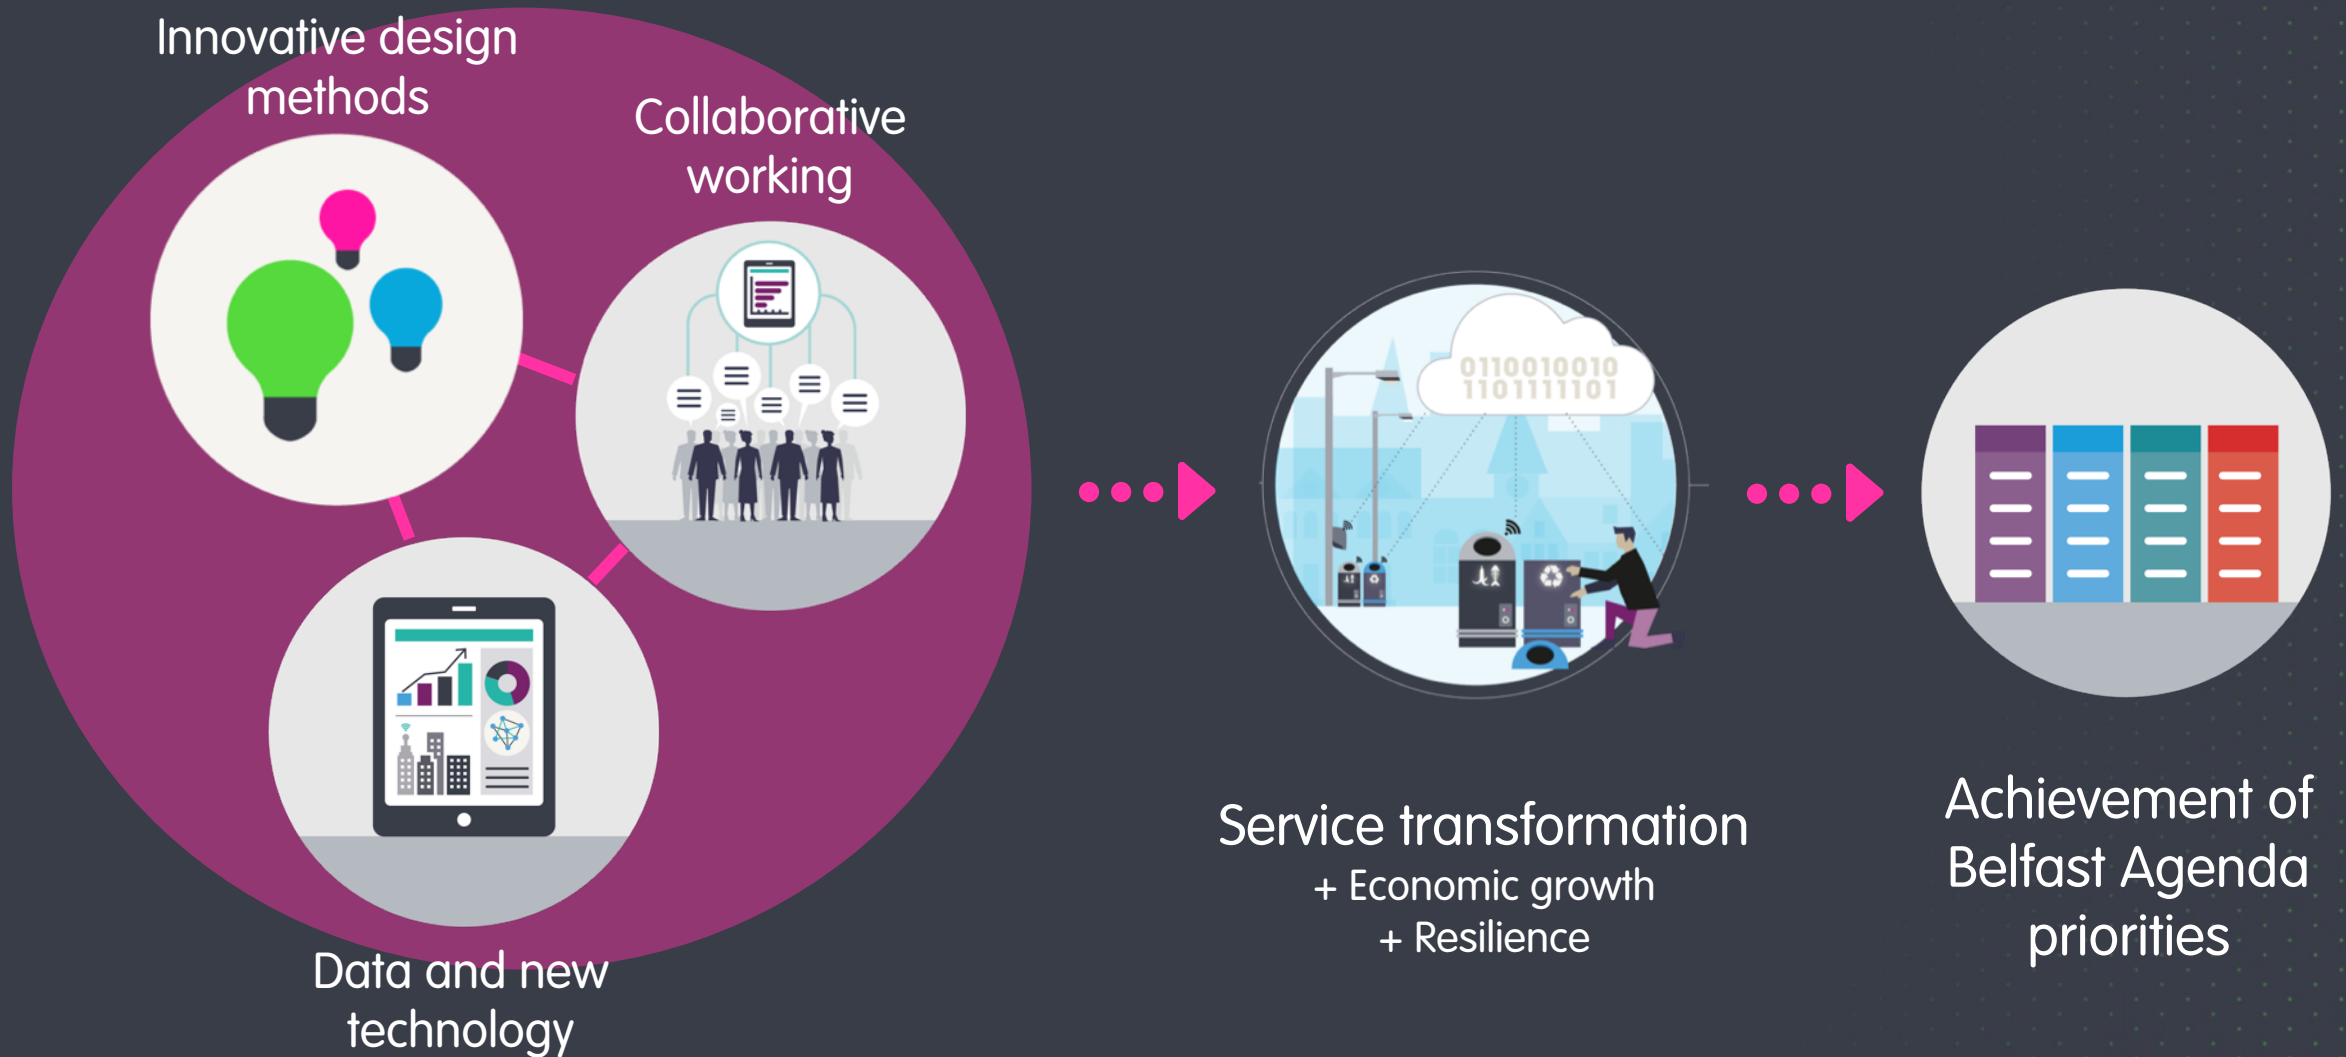 Innovative design
methods
Collaborative
working
Data and new
technology
0110010010
1101111101
Service transformation
+ Economic growth
+ Resilience
Achievement of
Belfast Agenda
priorities